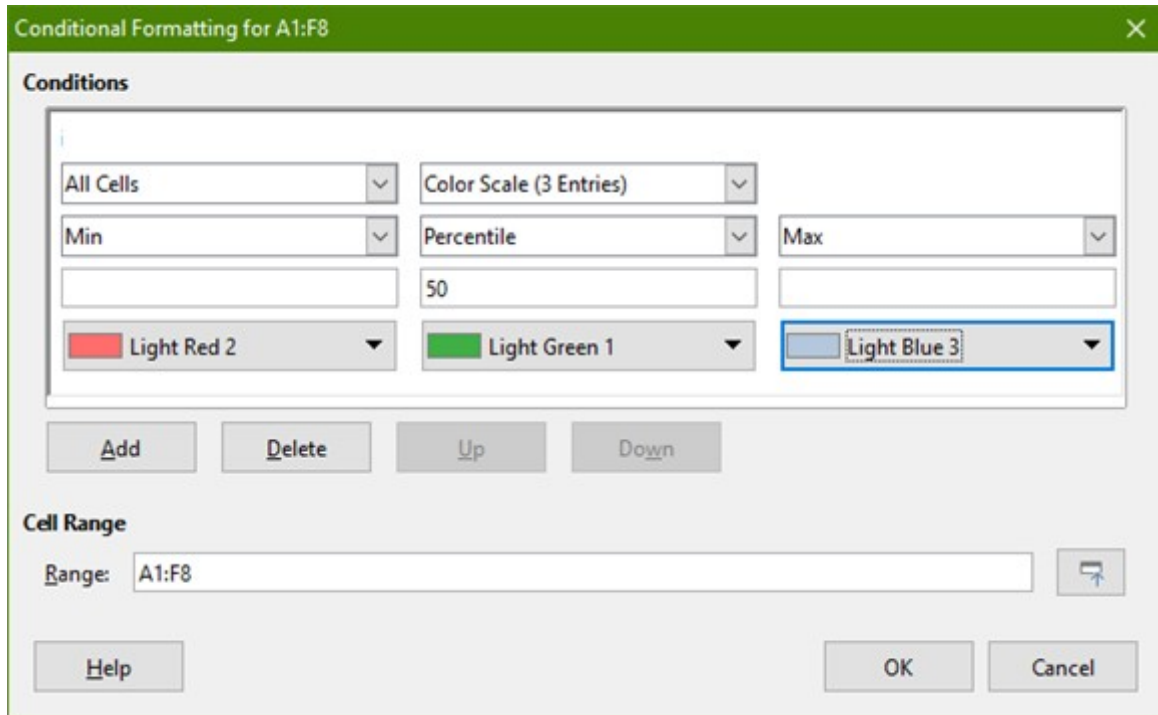 Conditional Formatting for A1:F8
Conditions
All Cells Color Scale (3 Entries)
Min Percentile Max
50
Light Red 2 Light Green 1 Light Blue 3
Add Delete Up Down
Cell Range
Range: A1:F8
Help OK Cancel